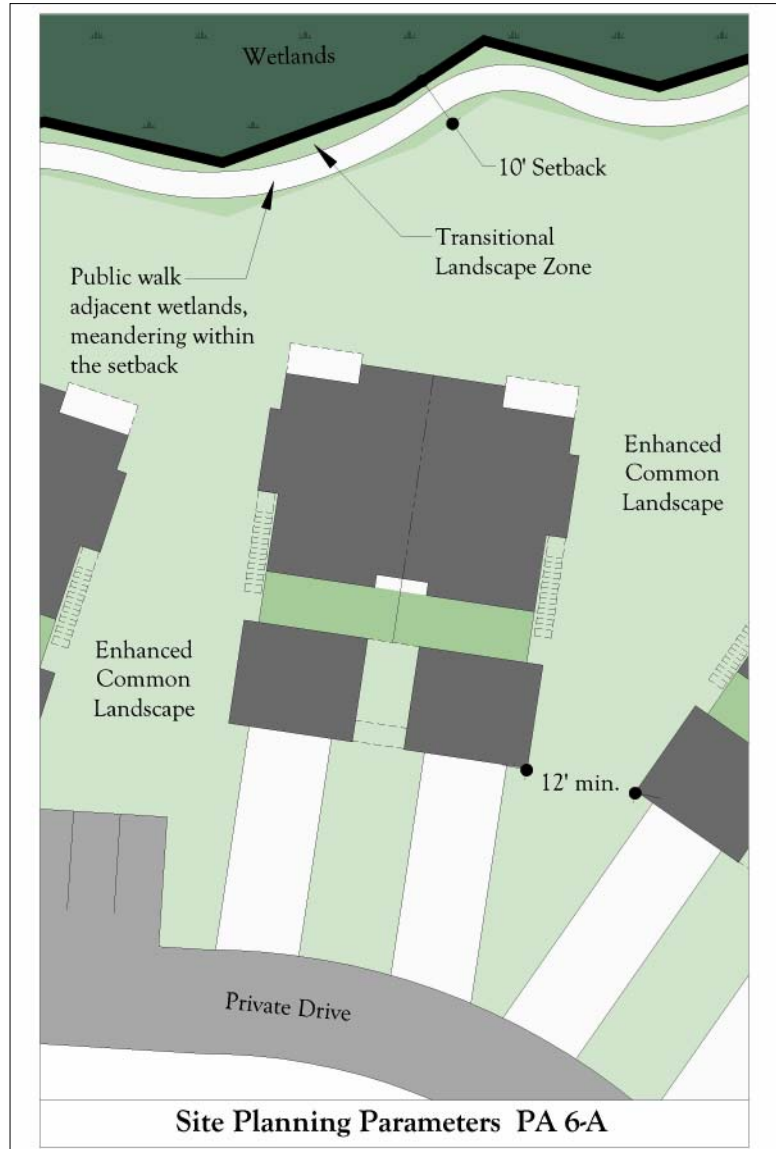 Wetlands
10' Setback
Transitional
Landscape Zone
Public walk
adjacent wetlands,
meandering within
the setback
Enhanced
Common
Landscape
Enhanced
Common
Landscape
12' min.
Private Drive
Site Planning Parameters PA 6-A